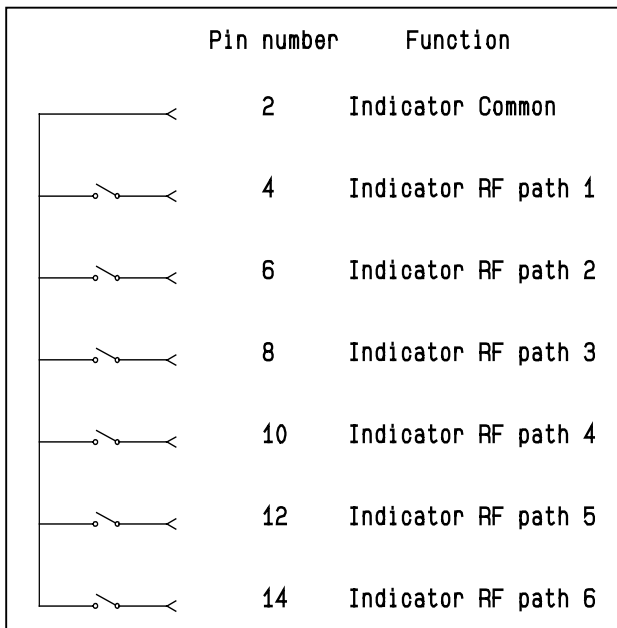 Pin number Function
2 Indicator Common
4 Indicator RF path 1
6 Indicator RF path 2
8 Indicator RF path 3
10 Indicator RF path 4
12 Indicator RF path 5
14 Indicator RF path 6